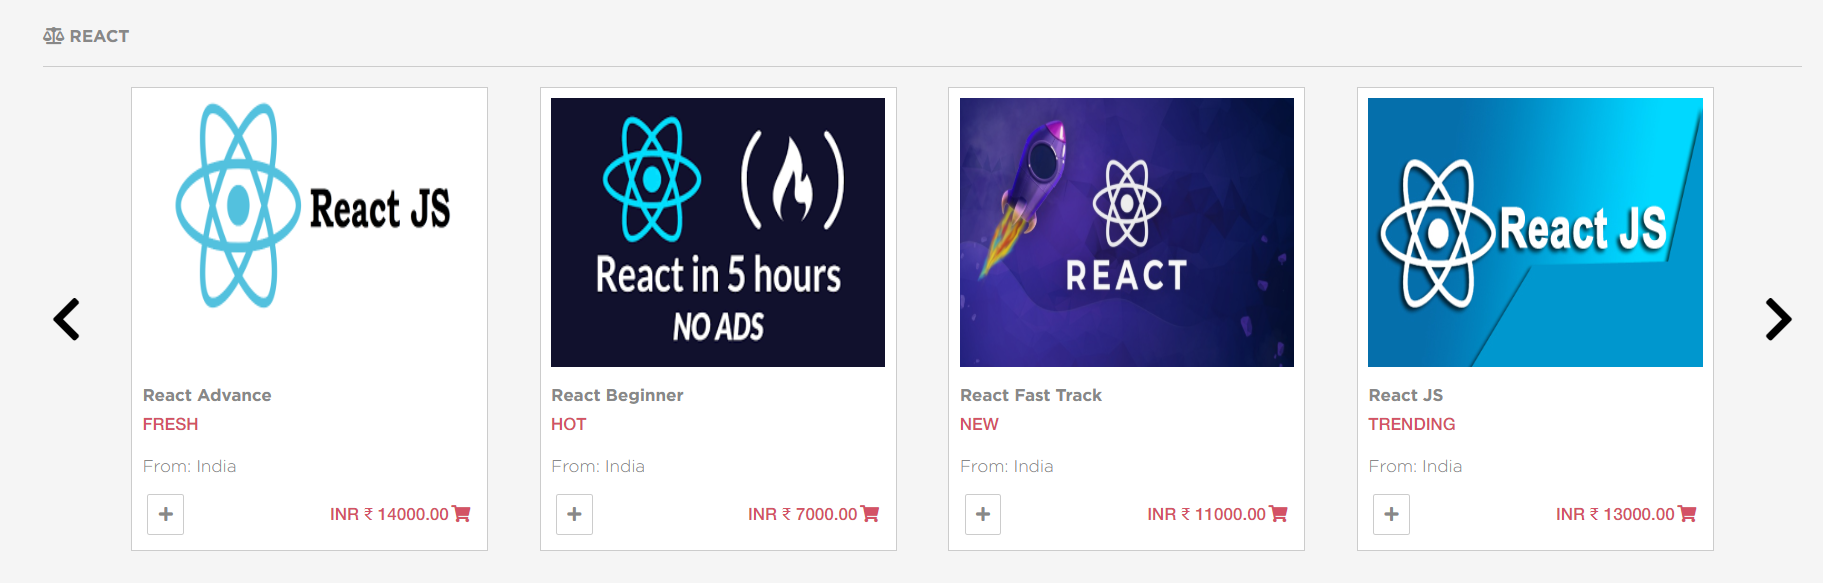 REACT
React JS
React Advance
FRESH
From: India
INR ₹ 14000.00
React in 5 hours
NO ADS
React Beginner
HOT
From: India
INR ₹ 7000.00
REACT
React Fast Track
NEW
From: India
INR ₹ 11000.00
React JS
React JS
TRENDING
From: India
INR ₹ 13000.00